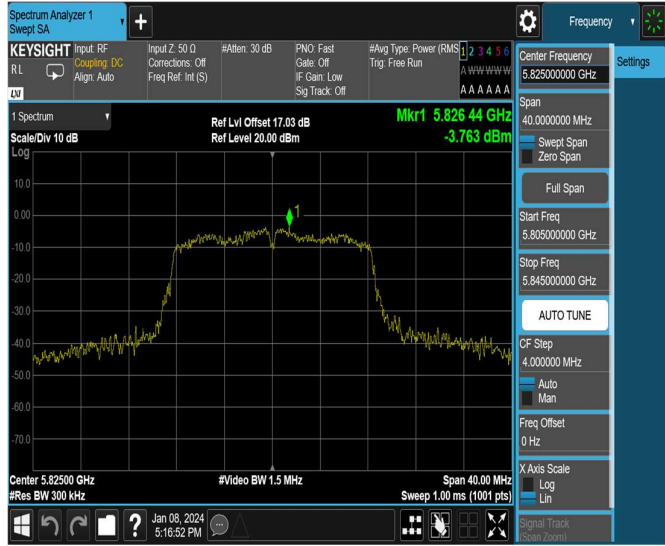 Spectrum Analyzer 1
Swept SA
Frequency
KEYSIGHT
Input: RF
Coupling: DC
Align: Auto
Input Z: 50 Ω
Corrections: Off
Freq Ref: Int (S)
#Atten: 30 dB
PNO: Fast
Gate: Off
IF Gain: Low
Sig Track: Off
#Avg Type: Power (RMS
Trig: Free Run
1 2 3 4 5 6
A W W W W W
A A A A A A
R L
LXI
1 Spectrum
Scale/Div 10 dB
Log
Ref Lvl Offset 17.03 dB
Ref Level 20.00 dBm
Mkr1 5.826 44 GHz
-3.763 dBm
10.0
0.00
-10.0
-20.0
-30.0
-40.0
-50.0
-60.0
-70.0
1
Center 5.82500 GHz
#Res BW 300 kHz
#Video BW 1.5 MHz
Span 40.00 MHz
Sweep 1.00 ms (1001 pts)
Jan 08, 2024
5:16:52 PM
Center Frequency
5.825000000 GHz
Span
40.0000000 MHz
Swept Span
Zero Span
Full Span
Start Freq
5.805000000 GHz
Stop Freq
5.845000000 GHz
AUTO TUNE
CF Step
4.000000 MHz
Auto
Man
Freq Offset
0 Hz
X Axis Scale
Log
Lin
Signal Track
(Span Zoom)
Settings